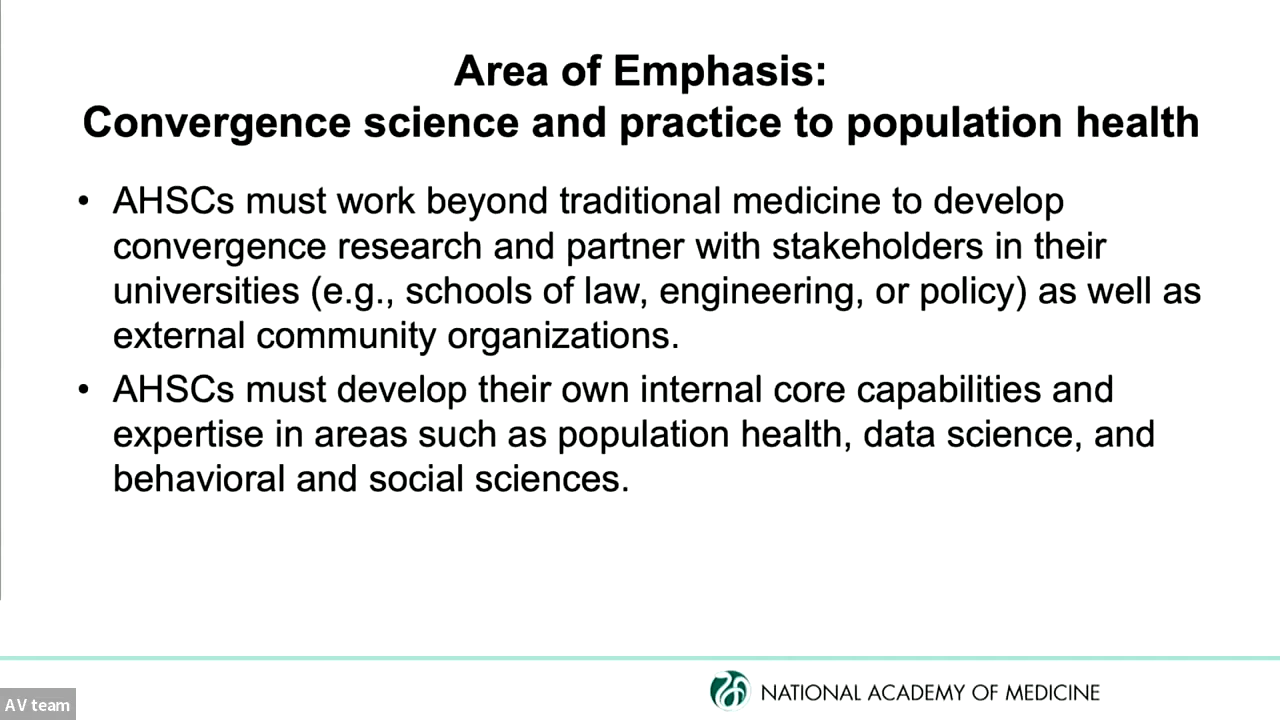 Area of Emphasis:
Convergence science and practice to population health
• AHSCs must work beyond traditional medicine to develop
convergence research and partner with stakeholders in their
universities (e.g., schools of law, engineering, or policy) as well as
external community organizations.
• AHSCs must develop their own internal core capabilities and
expertise in areas such as population health, data science, and
behavioral and social sciences.
NATIONAL ACADEMY OF MEDICINE
AV team